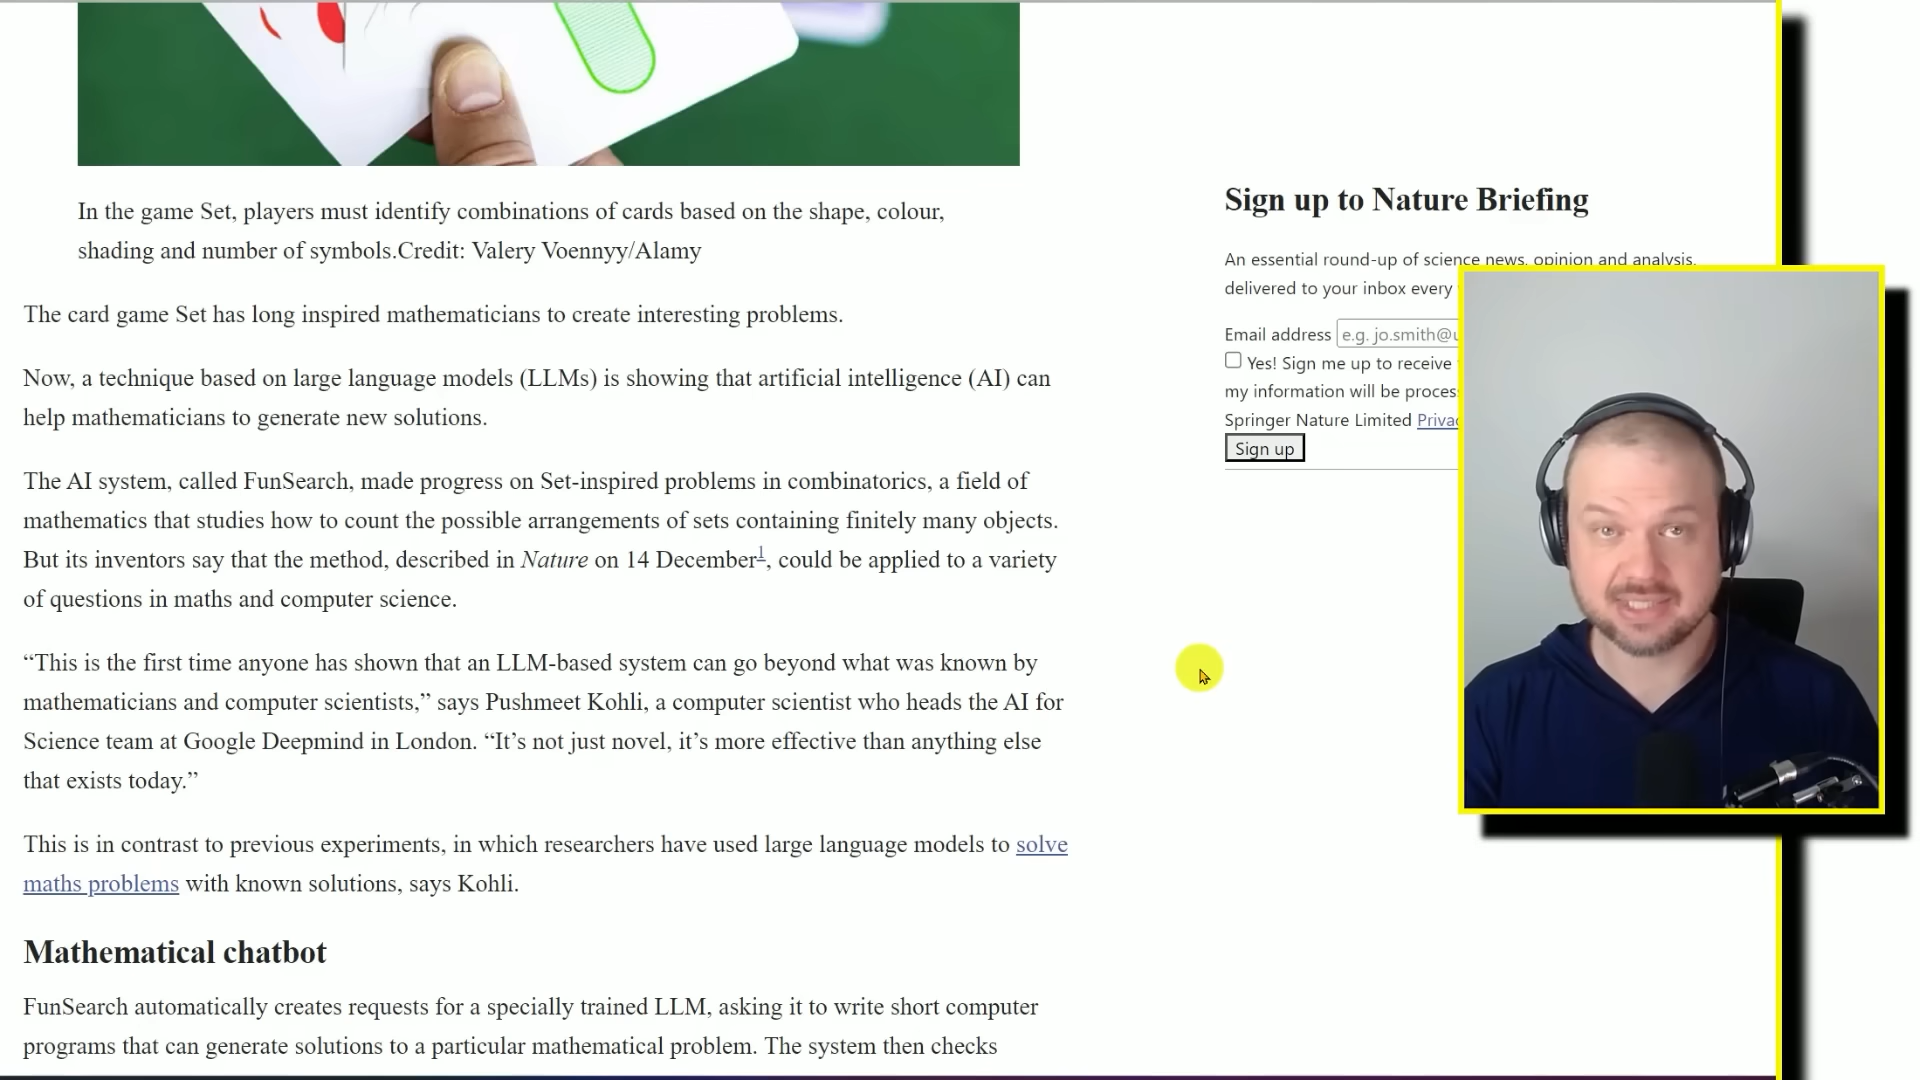 In the game Set, players must identify combinations of cards based on the shape, colour,
shading and number of symbols.Credit: Valery Voennyy/Alamy
The card game Set has long inspired mathematicians to create interesting problems.
Now, a technique based on large language models (LLMs) is showing that artificial intelligence (AI) can
help mathematicians to generate new solutions.
The AI system, called FunSearch, made progress on Set-inspired problems in combinatorics, a field of
mathematics that studies how to count the possible arrangements of sets containing finitely many objects.
But its inventors say that the method, described in Nature on 14 December1, could be applied to a variety
of questions in maths and computer science.
“This is the first time anyone has shown that an LLM-based system can go beyond what was known by
mathematicians and computer scientists,” says Pushmeet Kohli, a computer scientist who heads the AI for
Science team at Google Deepmind in London. “It’s not just novel, it’s more effective than anything else
that exists today.”
This is in contrast to previous experiments, in which researchers have used large language models to solve
maths problems with known solutions, says Kohli.
Mathematical chatbot
FunSearch automatically creates requests for a specially trained LLM, asking it to write short computer
programs that can generate solutions to a particular mathematical problem. The system then checks
Sign up to Nature Briefing
An essential round-up of science news, opinion and analysis,
delivered to your inbox every
Email address e.g. jo.smith@
Yes! Sign me up to receive
my information will be
Springer Nature Limited
Sign up